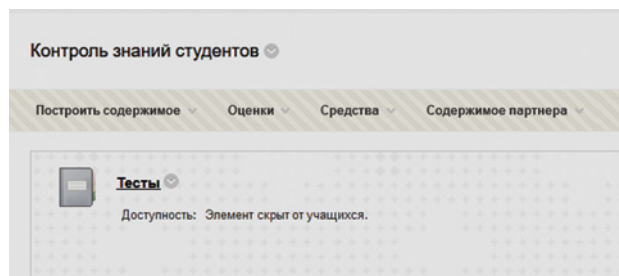 Контроль знаний студентов
Построить содержимое Оценки Средства Содержимое партнера
Тесты
Доступность: Элемент скрыт от учащихся.